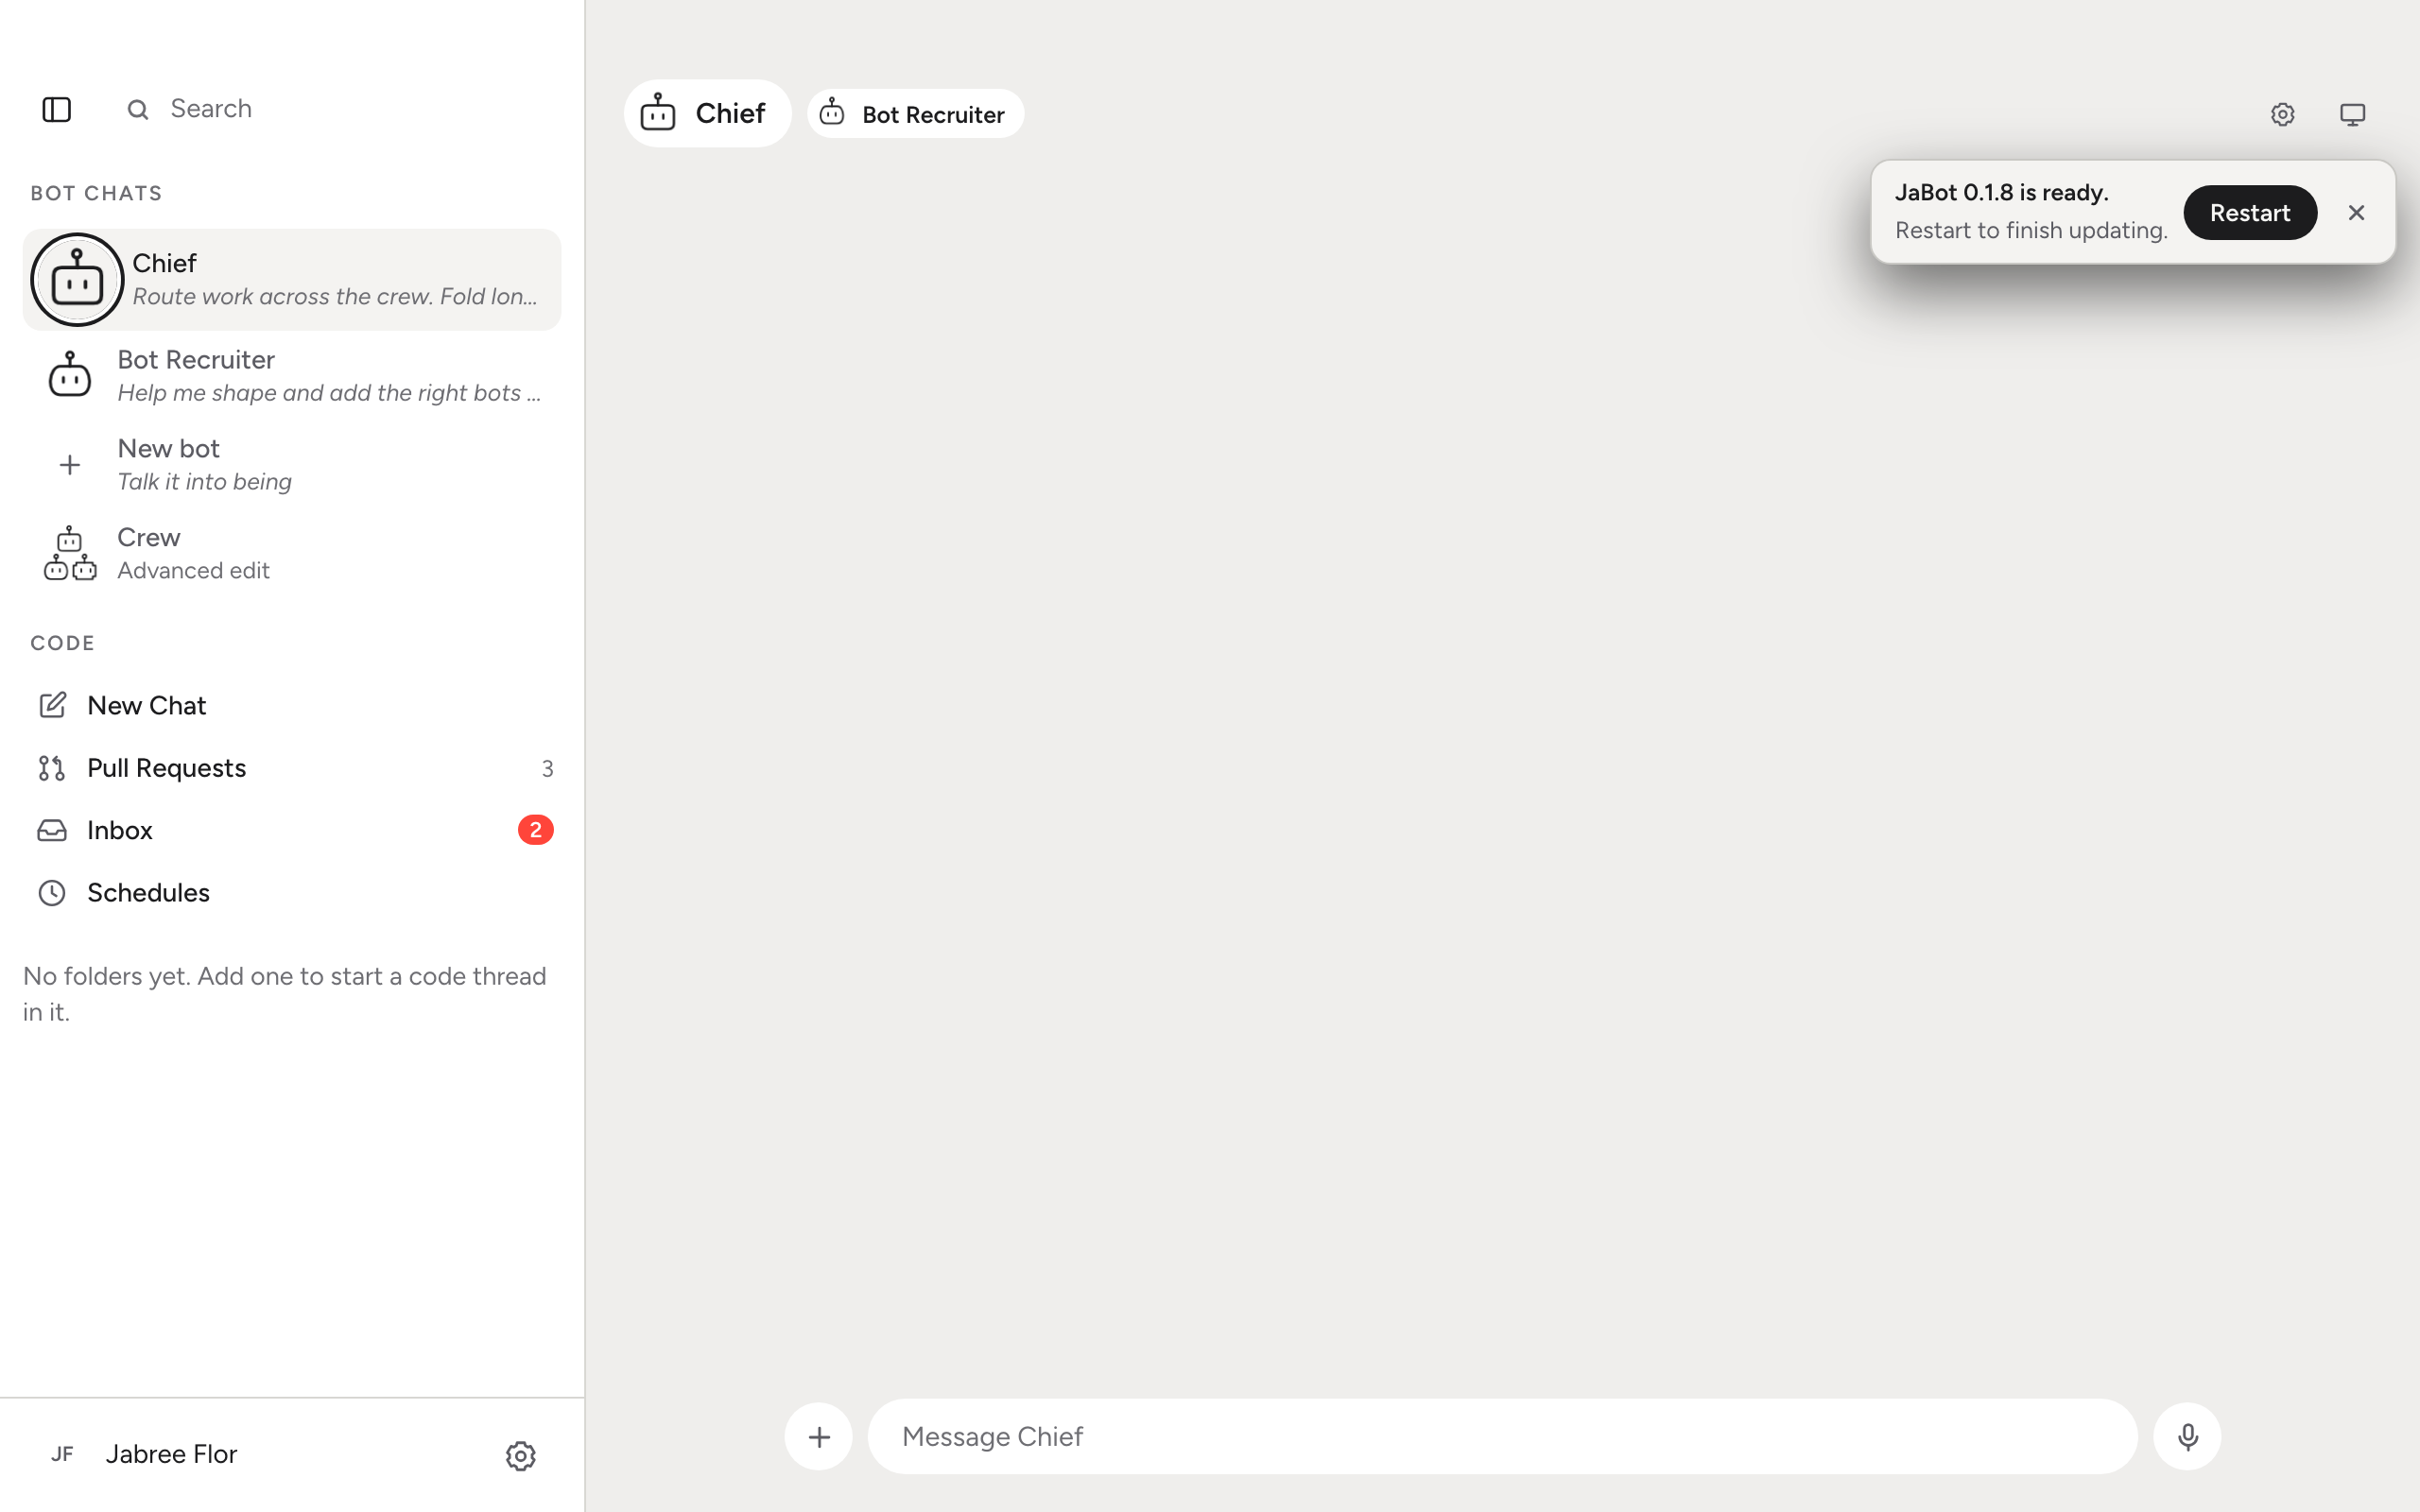 Search
BOT CHATS
Chief
Route work across the crew. Fold lon...
Bot Recruiter
Help me shape and add the right bots ...
New bot
Talk it into being
Crew
Advanced edit
CODE
New Chat
Pull Requests 3
Inbox 2
Schedules
No folders yet. Add one to start a code thread
in it.
JF Jabree Flor
Chief Bot Recruiter
JaBot 0.1.8 is ready.
Restart to finish updating.
Restart
Message Chief